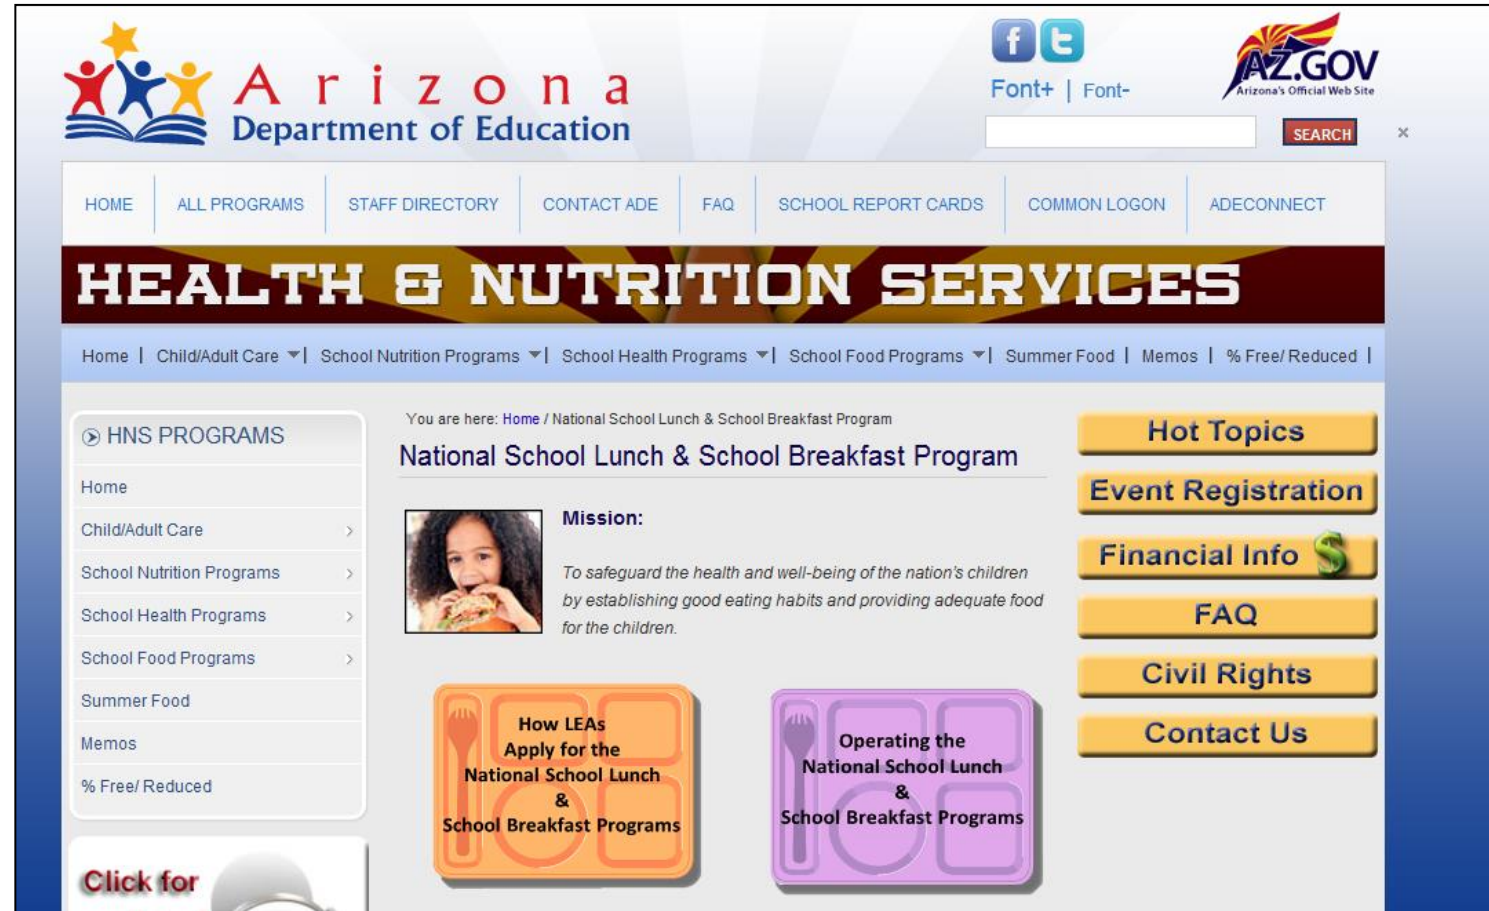 Arizona
Department of Education
f t
Font+ | Font-
AZ.GOV
Arizona's Official Web Site
SEARCH ×
HOME ALL PROGRAMS STAFF DIRECTORY CONTACT ADE FAQ SCHOOL REPORT CARDS COMMON LOGON ADECONNECT
HEALTH & NUTRITION SERVICES
Home | Child/Adult Care | School Nutrition Programs | School Health Programs | School Food Programs | Summer Food | Memos | % Free/ Reduced |
HNS PROGRAMS
Home
Child/Adult Care
School Nutrition Programs
School Health Programs
School Food Programs
Summer Food
Memos
% Free/ Reduced
Click for
You are here: Home / National School Lunch & School Breakfast Program
National School Lunch & School Breakfast Program
Mission:
To safeguard the health and well-being of the nation's children
by establishing good eating habits and providing adequate food
for the children.
How LEAs
Apply for the
National School Lunch
&
School Breakfast Programs
Operating the
National School Lunch
&
School Breakfast Programs
Hot Topics
Event Registration
Financial Info $
FAQ
Civil Rights
Contact Us